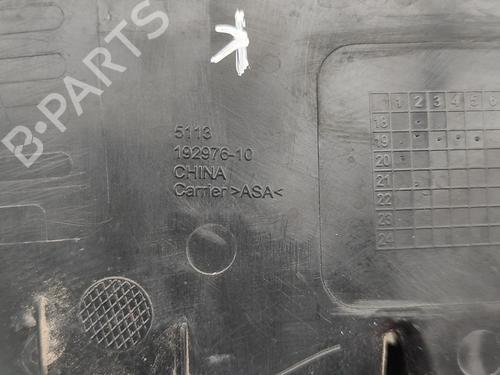 B-PARTS
K
5113
192976-10
CHINA
Carrier >ASA<
1 2 3 4 5 6
18
19
20
21
22
23
24
B-PARTS